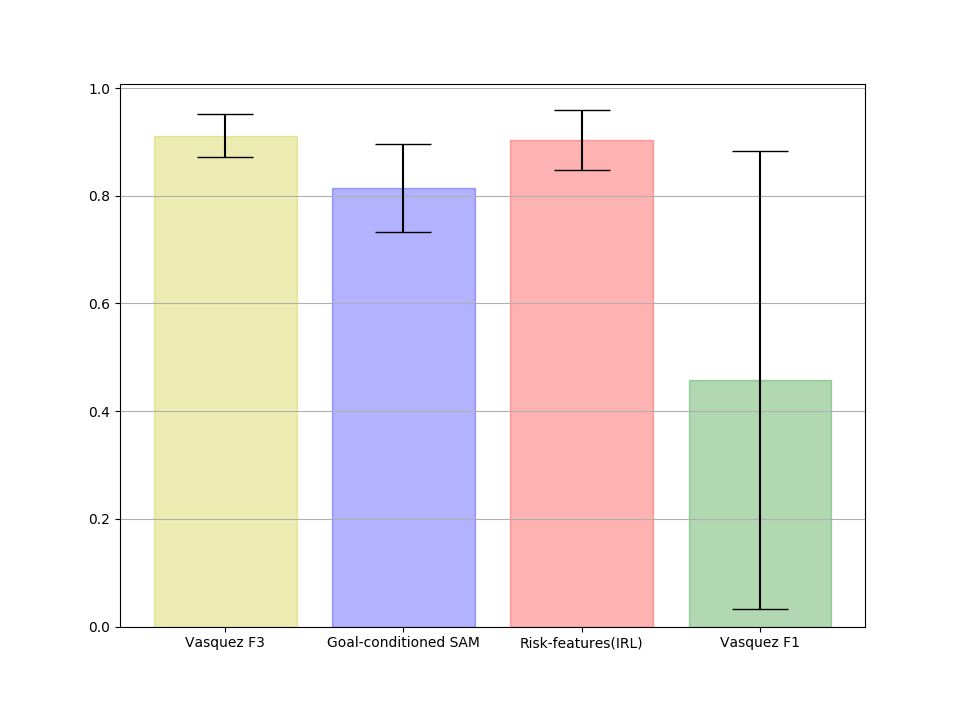 1.0
0.8
0.6
0.4
0.2
0.0
Vasquez F3
Goal-conditioned SAM
Risk-features(IRL)
Vasquez F1